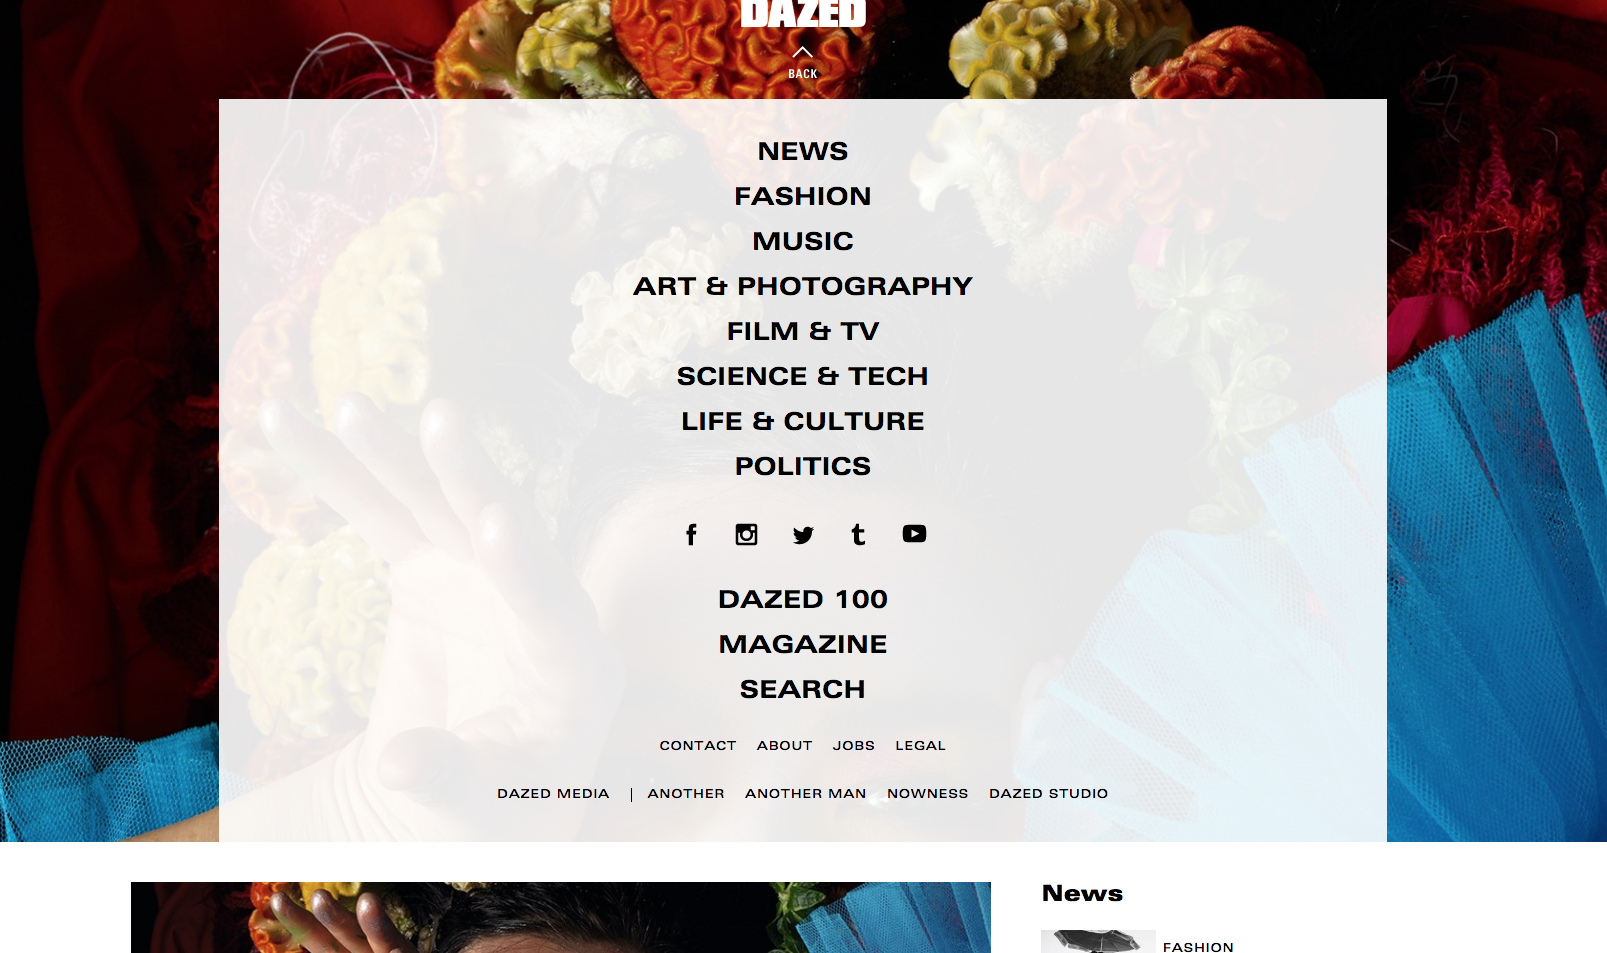 DAZED
BACK
NEWS
FASHION
MUSIC
ART & PHOTOGRAPHY
FILM & TV
SCIENCE & TECH
LIFE & CULTURE
POLITICS
DAZED 100
MAGAZINE
SEARCH
CONTACT ABOUT JOBS LEGAL
DAZED MEDIA | ANOTHER ANOTHER MAN NOWNESS DAZED STUDIO
News
FASHION